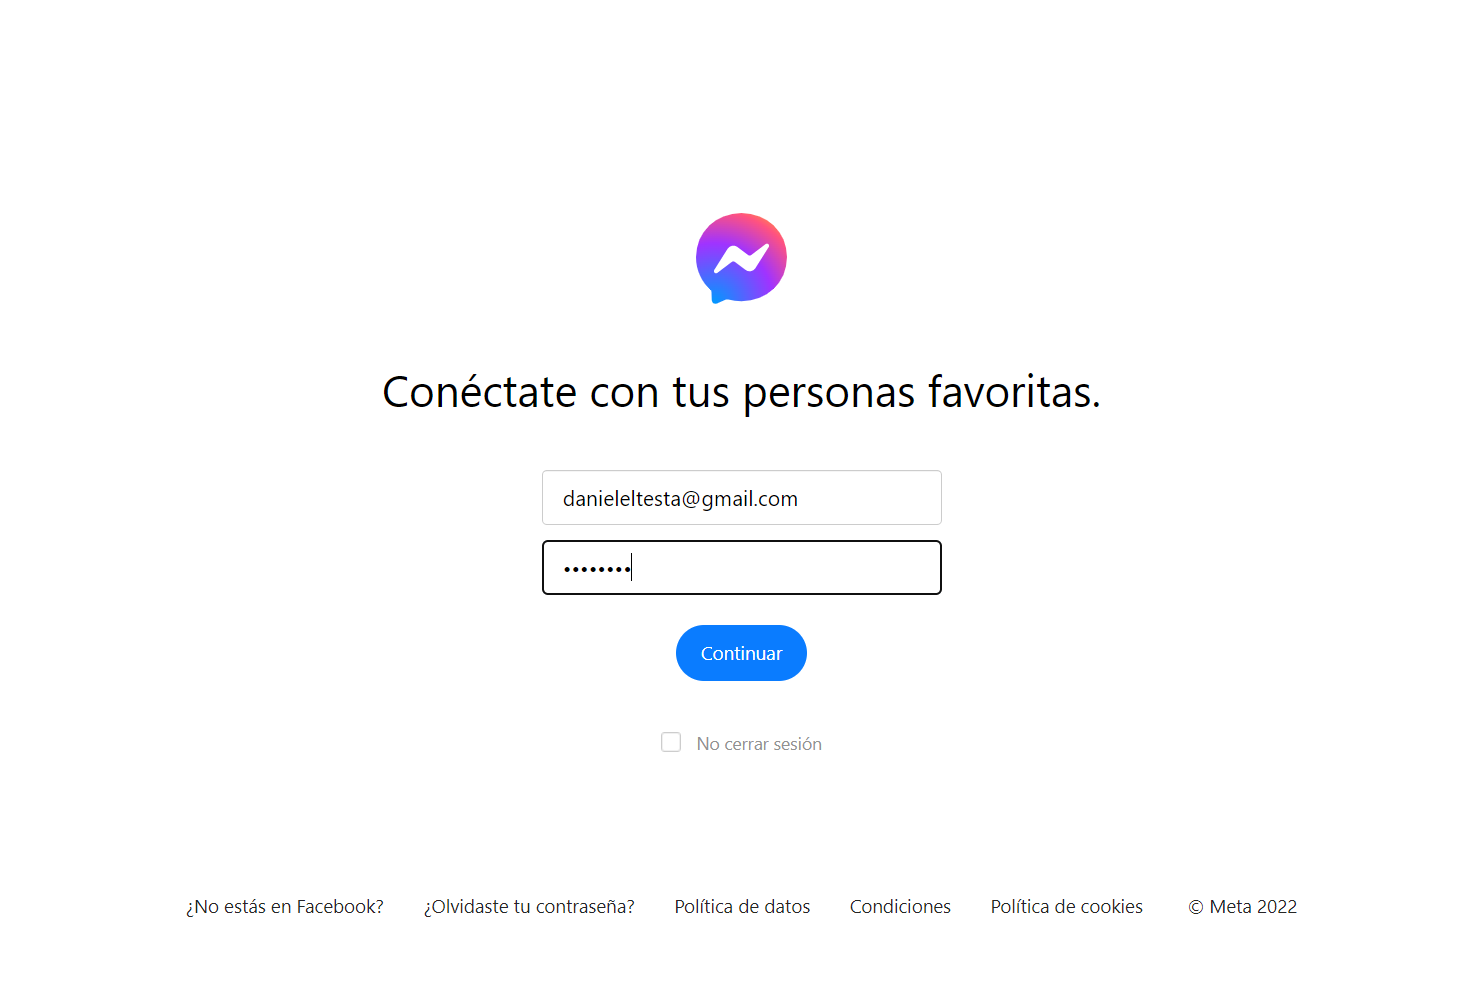 Conéctate con tus personas favoritas.
danieleltesta@gmail.com
••••••••
Continuar
No cerrar sesión
¿No estás en Facebook? ¿Olvidaste tu contraseña? Política de datos Condiciones Política de cookies © Meta 2022